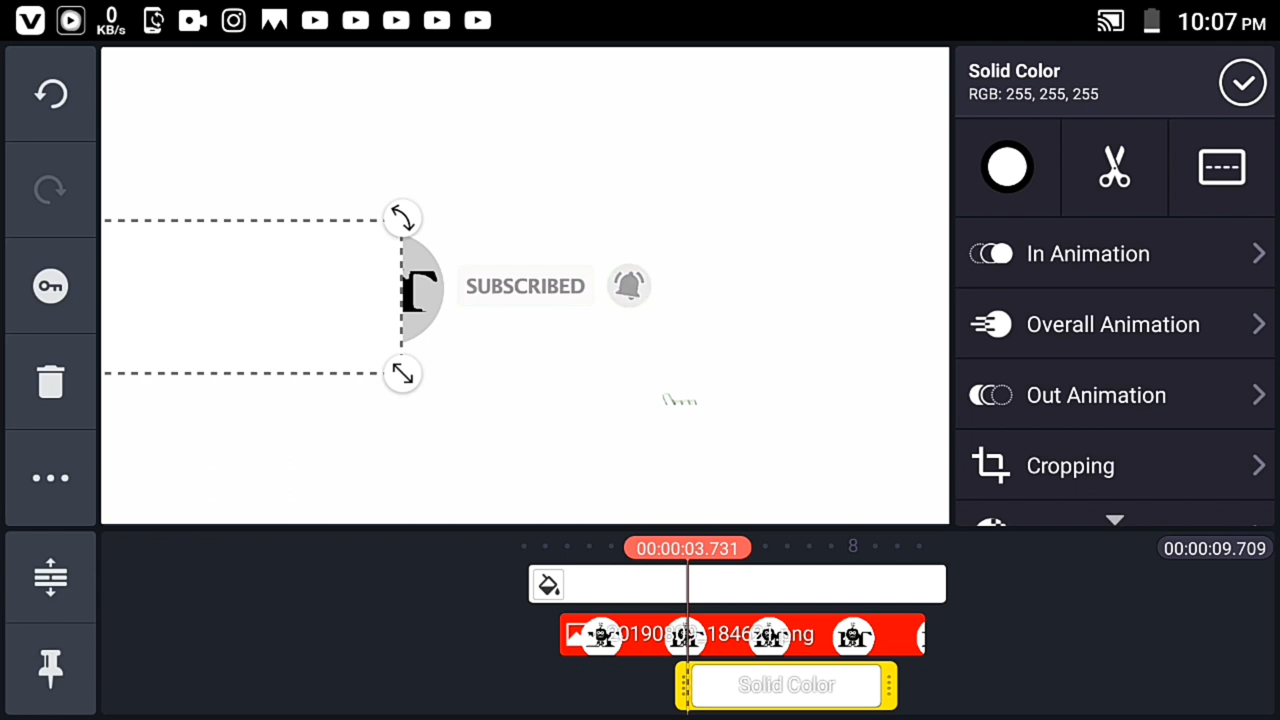 0
KB/s
10:07 PM
Solid Color
RGB: 255, 255, 255
In Animation
Overall Animation
Out Animation
Cropping
SUBSCRIBED
00:00:03.731
8
00:00:09.709
Solid Color